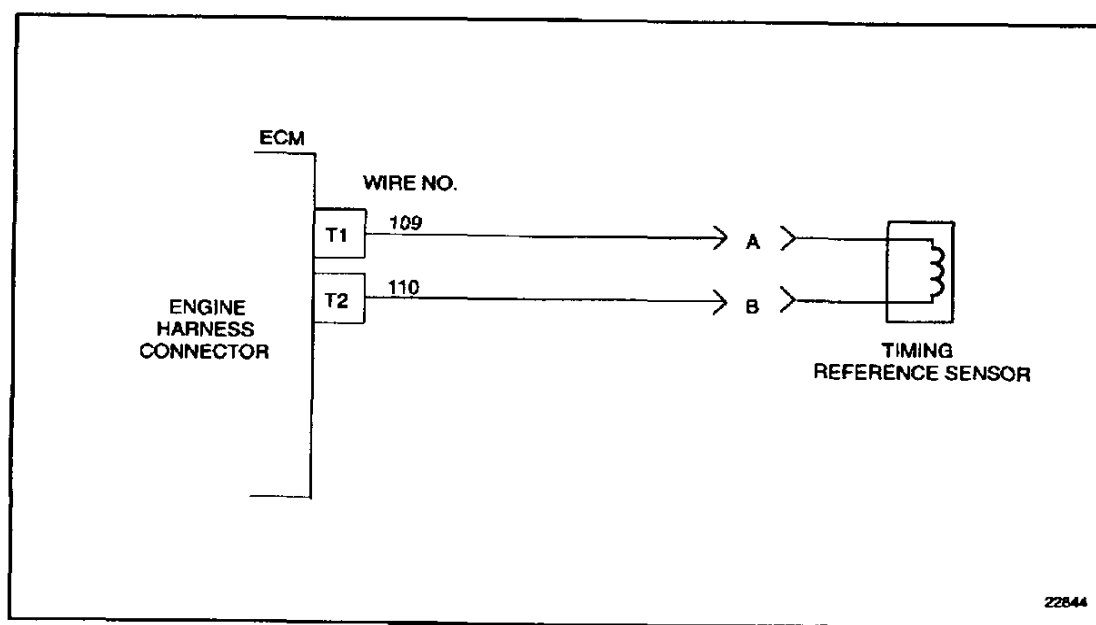 ECM
WIRE NO.
T1
109
A
T2
110
B
ENGINE
HARNESS
CONNECTOR
TIMING
REFERENCE SENSOR
22844